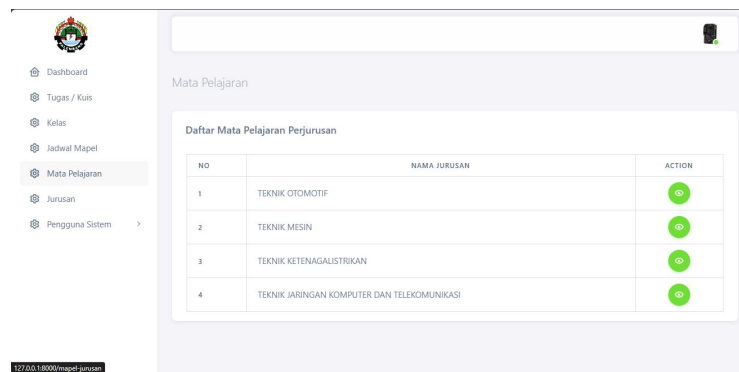 Dashboard
Tugas / Kuis
Kelas
Jadwal Mapel
Mata Pelajaran
Jurusan
Pengguna Sistem
Mata Pelajaran
Daftar Mata Pelajaran Perjurusan
NO NAMA JURUSAN ACTION
1 TEKNIK OTOMOTIF
2 TEKNIK MESIN
3 TEKNIK KETENAGALISTRIKAN
4 TEKNIK JARINGAN KOMPUTER DAN TELEKOMUNIKASI
127.0.0.1:8000/mapel-jurusan